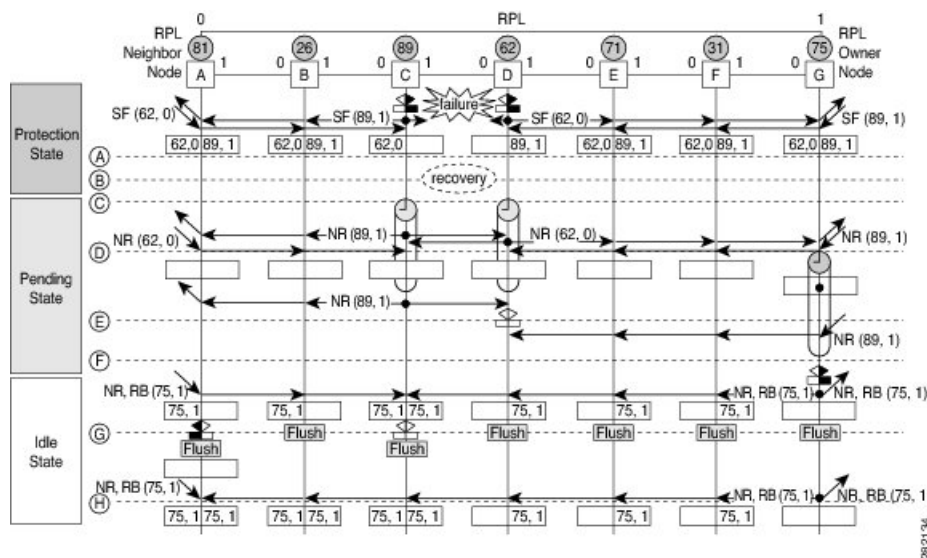 0 RPL 1
RPL Neighbor Node
81 26 89 62 71 31 75
RPL Owner Node
0 1 0 1 0 1 0 1 0 1 0 1
A B C D E F G
Protection State
failure
SF (62, 0) SF (89, 1) SF (62, 0) SF (89, 1)
62,0 89, 1 62,0 89, 1 62,0 89, 1 62,0 89, 1 62,0 89, 1 62,0 89, 1
A
B
recovery
C
Pending State
NR (89, 1) NR (62, 0)
NR (62, 0) NR (89, 1)
D
NR (89, 1)
E
NR (89, 1)
F
Idle State
NR, RB (75, 1) NR, RB (75, 1) NR, RB (75, 1)
75, 1 75, 1 75, 1 75, 1 75, 1 75, 1 75, 1
G
Flush Flush Flush Flush Flush
Flush Flush
NR, RB (75, 1) NR, RB (75, 1) NR, RB (75, 1)
H
75, 1 75, 1 75, 1 75, 1 75, 1 75, 1 75, 1 75, 1 75, 1
282134